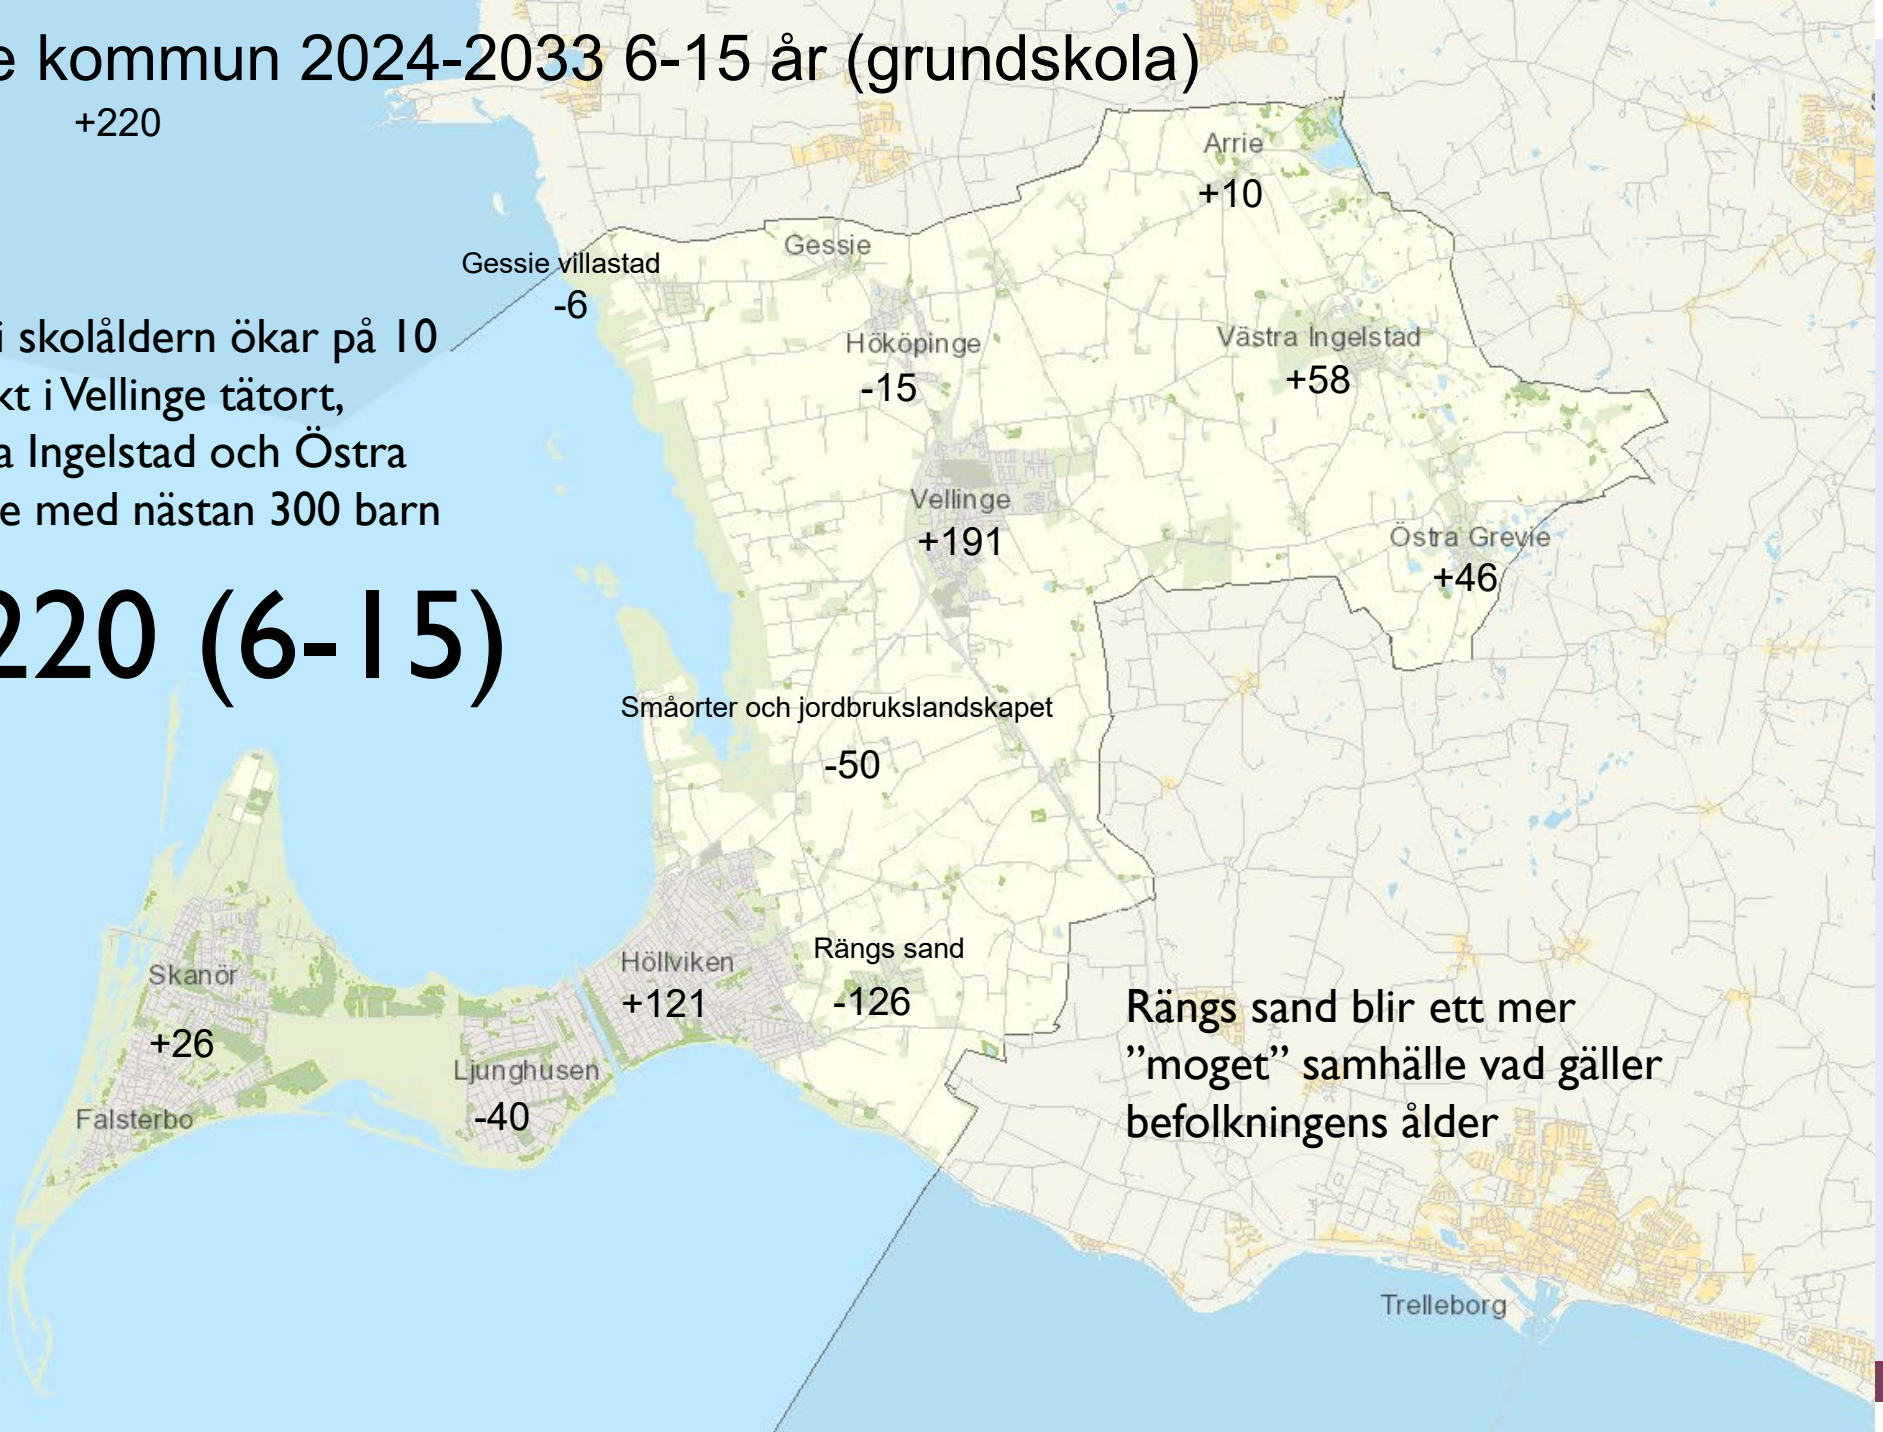 e kommun 2024-2033 6-15 år (grundskola)
+220
Arrie
+10
Gessie
Gessie villastad
-6
i skolåldern ökar på 10
kt i Vellinge tätort,
a Ingelstad och Östra
e med nästan 300 barn
220 (6-15)
Hököpinge
-15
Västra Ingelstad
+58
Vellinge
+191
Östra Grevie
+46
Småorter och jordbrukslandskapet
-50
Skanör
+26
Falsterbo
Ljunghusen
-40
Höllviken
+121
Rängs sand
-126
Rängs sand blir ett mer
”moget” samhälle vad gäller
befolkningens ålder
Trelleborg